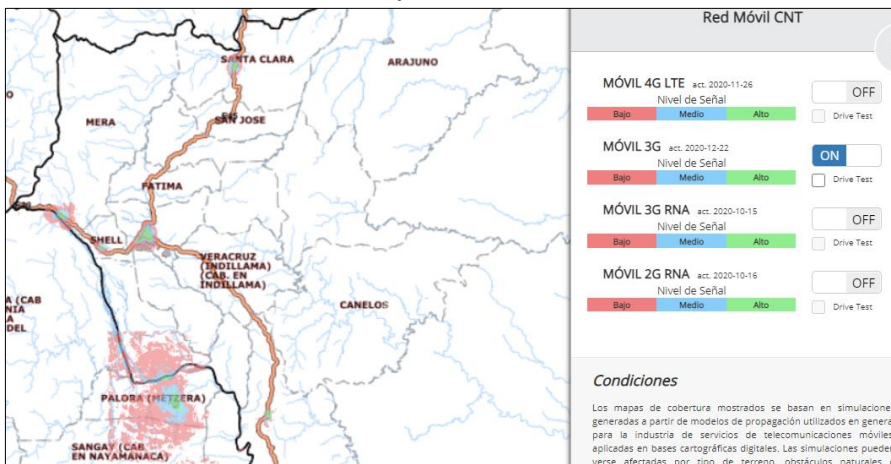 SANTA CLARA
ARAJUNO
MERA
SAN JOSE
FATIMA
SHELL
VERACRUZ
(INDILLAMA)
(CAB. EN
INDILLAMA)
CANELOS
PALORA (METZERA)
SANGAY (CAB
EN NAYAMANACA)
Red Móvil CNT
MÓVIL 4G LTE act. 2020-11-26
Nivel de Señal
Bajo Medio Alto
OFF
Drive Test
MÓVIL 3G act. 2020-12-22
Nivel de Señal
Bajo Medio Alto
ON
Drive Test
MÓVIL 3G RNA act. 2020-10-15
Nivel de Señal
Bajo Medio Alto
OFF
Drive Test
MÓVIL 2G RNA act. 2020-10-16
Nivel de Señal
Bajo Medio Alto
OFF
Drive Test
Condiciones
Los mapas de cobertura mostrados se basan en simulacione
generadas a partir de modelos de propagación utilizados en genera
para la industria de servicios de telecomunicaciones móviles
aplicadas en bases cartográficas digitales. Las simulaciones puede
verse afectadas por tipo de terreno, obstáculos naturales